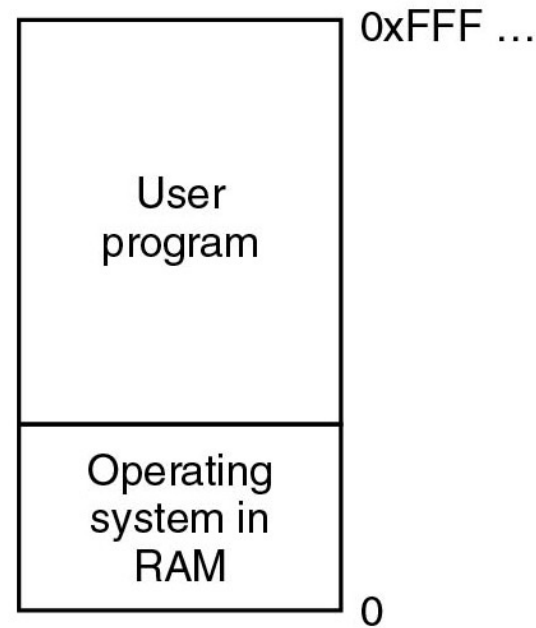 0xFFF ...
User
program
Operating
system in
RAM
0